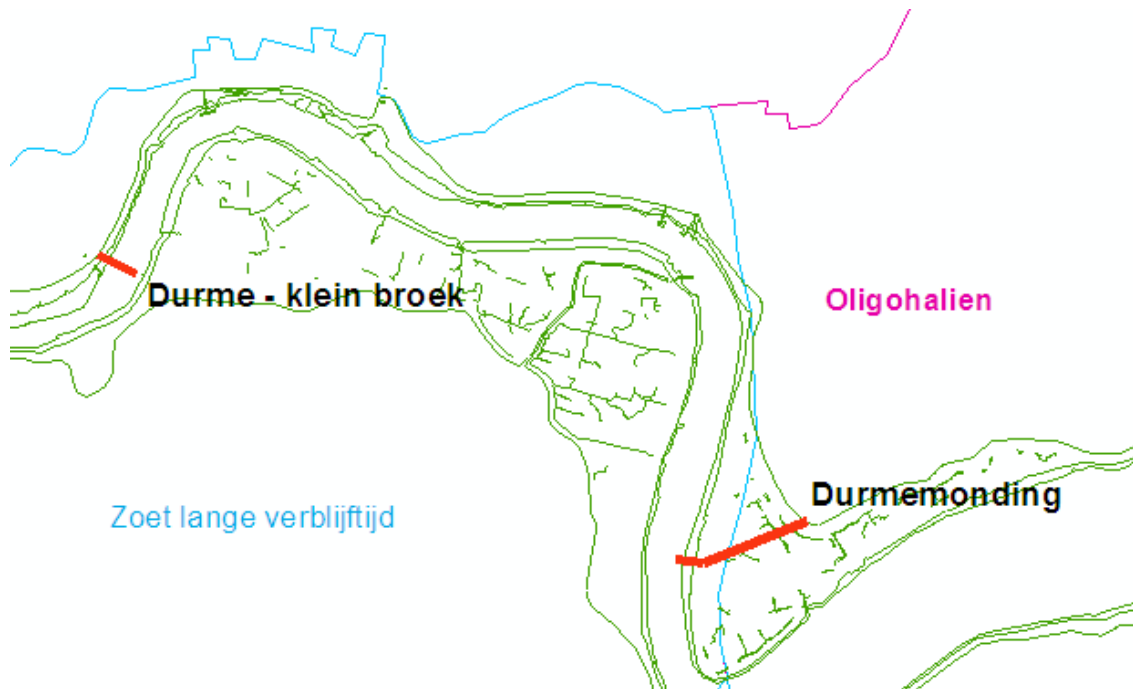 Durme - klein broek
Oligohalien
Durmemonding
Zoet lange verblijftijd